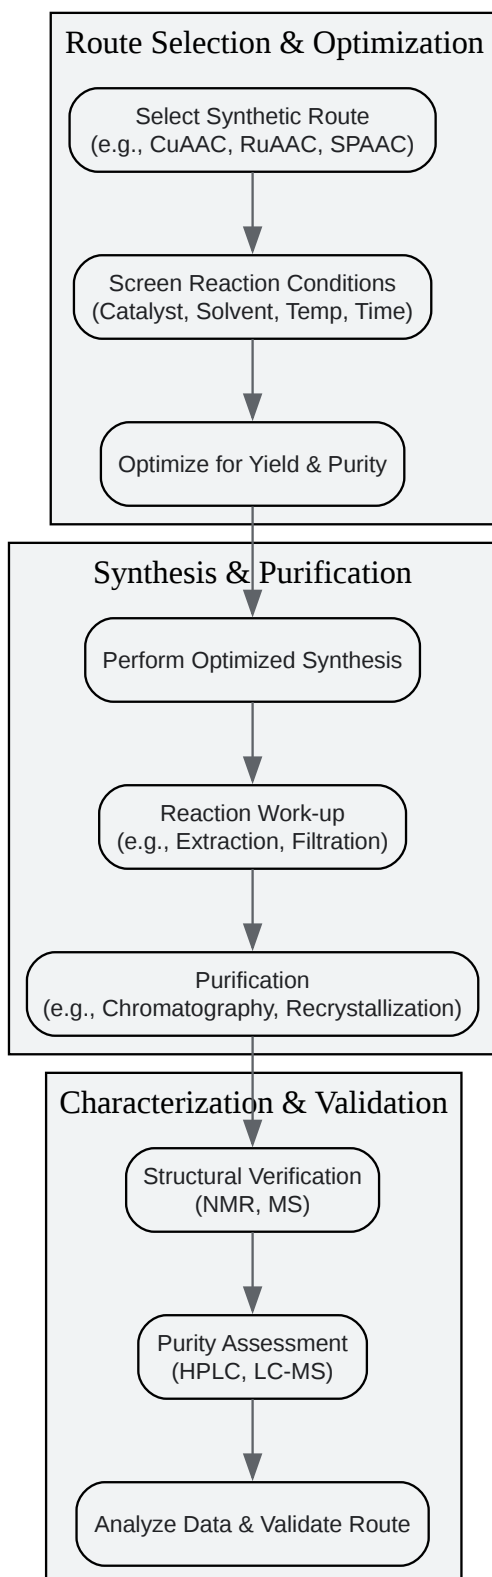 Route Selection & Optimization
Select Synthetic Route
(e.g., CuAAC, RuAAC, SPAAC)
Screen Reaction Conditions
(Catalyst, Solvent, Temp, Time)
Optimize for Yield & Purity
Synthesis & Purification
Perform Optimized Synthesis
Reaction Work-up
(e.g., Extraction, Filtration)
Purification
(e.g., Chromatography, Recrystallization)
Characterization & Validation
Structural Verification
(NMR, MS)
Purity Assessment
(HPLC, LC-MS)
Analyze Data & Validate Route